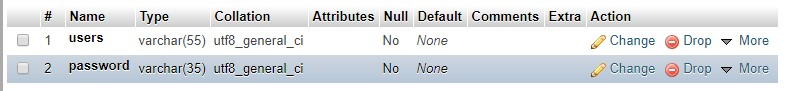 # Name Type Collation Attributes Null Default Comments Extra Action
1 users varchar(55) utf8_general_ci No None Change Drop More
2 password varchar(35) utf8_general_ci No None Change Drop More